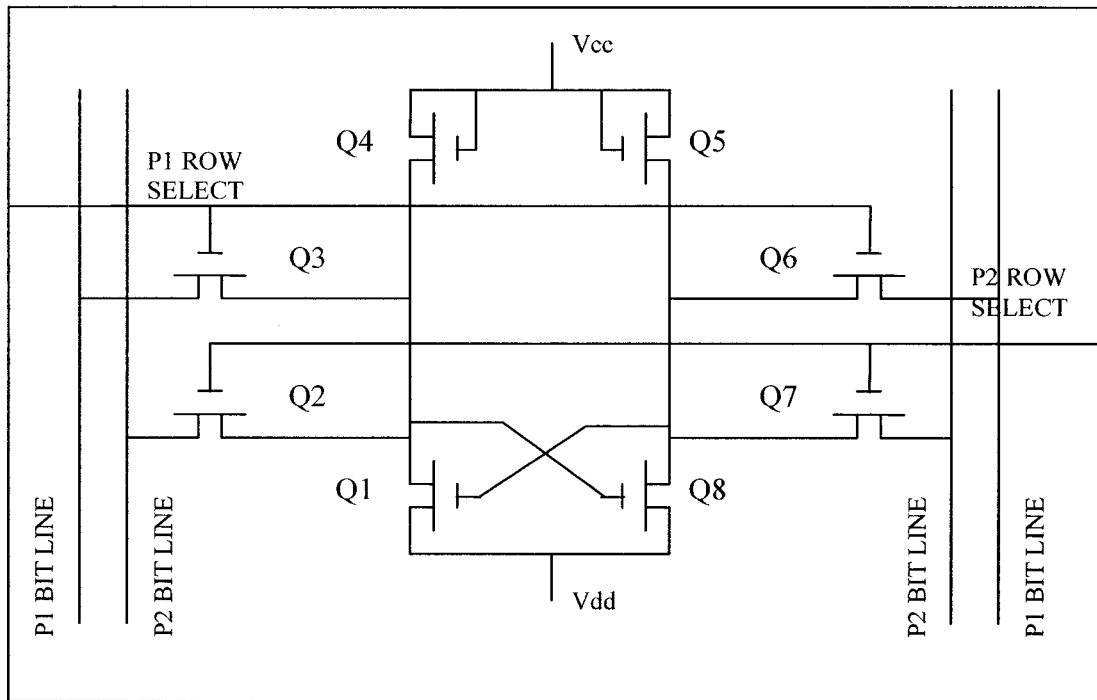 Vcc
Q4
Q5
P1 ROW
SELECT
Q3
Q6
P2 ROW
SELECT
Q2
Q7
Q1
Q8
P1 BIT LINE
P2 BIT LINE
Vdd
P2 BIT LINE
P1 BIT LINE